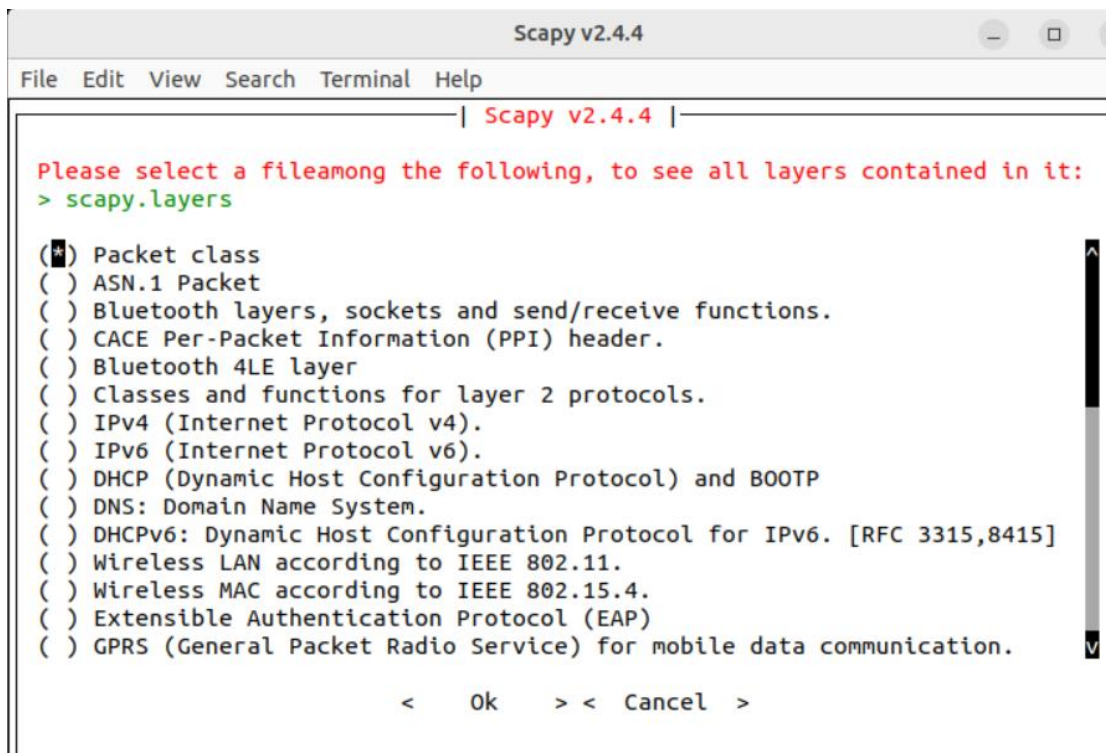 Scapy v2.4.4
File Edit View Search Terminal Help
| Scapy v2.4.4 |
Please select a fileamong the following, to see all layers contained in it:
> scapy.layers
(*) Packet class
( ) ASN.1 Packet
( ) Bluetooth layers, sockets and send/receive functions.
( ) CACE Per-Packet Information (PPI) header.
( ) Bluetooth 4LE layer
( ) Classes and functions for layer 2 protocols.
( ) IPv4 (Internet Protocol v4).
( ) IPv6 (Internet Protocol v6).
( ) DHCP (Dynamic Host Configuration Protocol) and BOOTP
( ) DNS: Domain Name System.
( ) DHCPv6: Dynamic Host Configuration Protocol for IPv6. [RFC 3315,8415]
( ) Wireless LAN according to IEEE 802.11.
( ) Wireless MAC according to IEEE 802.15.4.
( ) Extensible Authentication Protocol (EAP)
( ) GPRS (General Packet Radio Service) for mobile data communication.
< Ok > < Cancel >